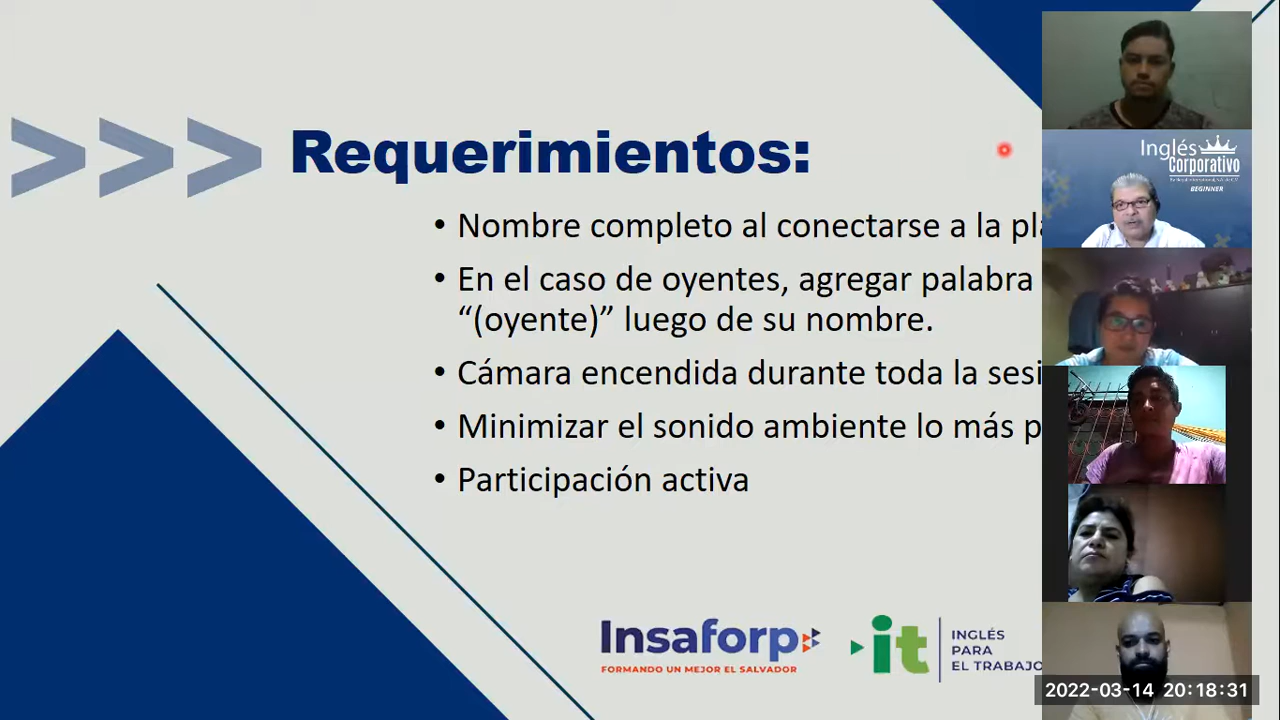 >>> Requerimientos:
• Nombre completo al conectarse a la pla
• En el caso de oyentes, agregar palabra
“(oyente)” luego de su nombre.
• Cámara encendida durante toda la sesi
• Minimizar el sonido ambiente lo más p
• Participación activa
Insaforp
FORMANDO UN MEJOR EL SALVADOR
it
INGLÉS
PARA
EL TRABAJO
Inglés
Corporativo
BEGINNER
2022-03-14 20:18:31